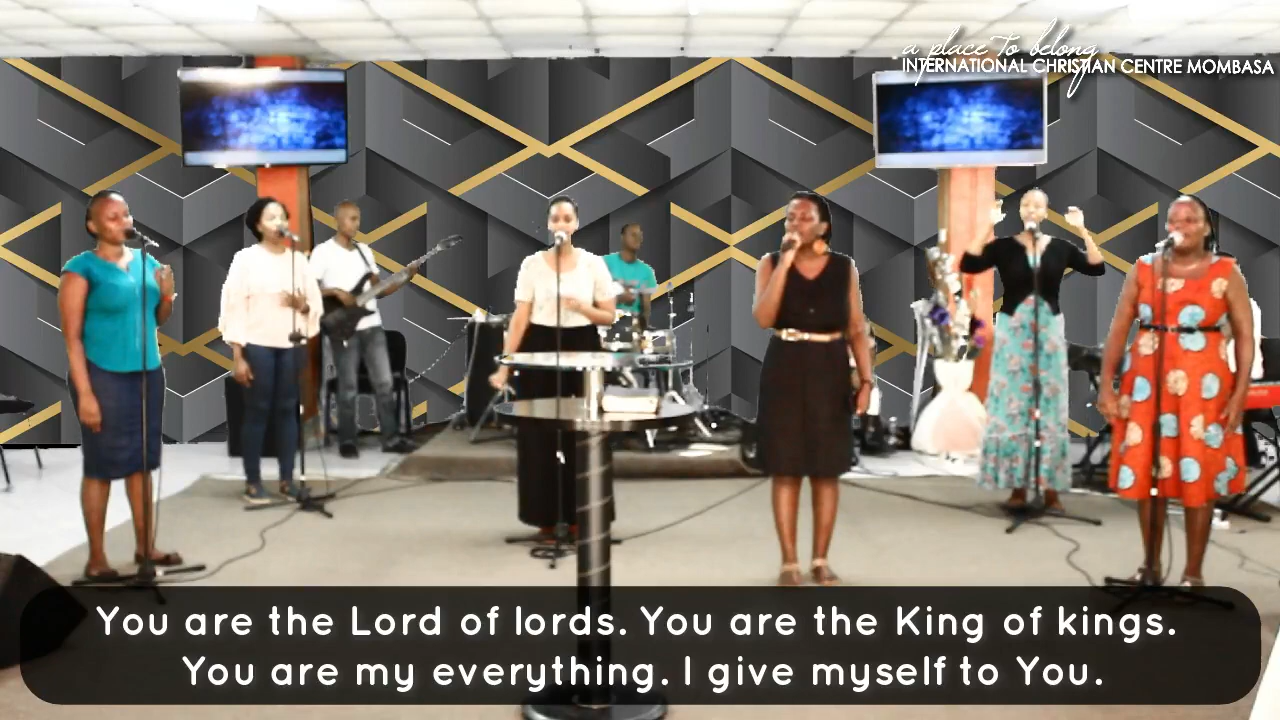 a place to belong
INTERNATIONAL CHRISTIAN CENTRE MOMBASA
You are the Lord of lords. You are the King of kings.
You are my everything. I give myself to You.